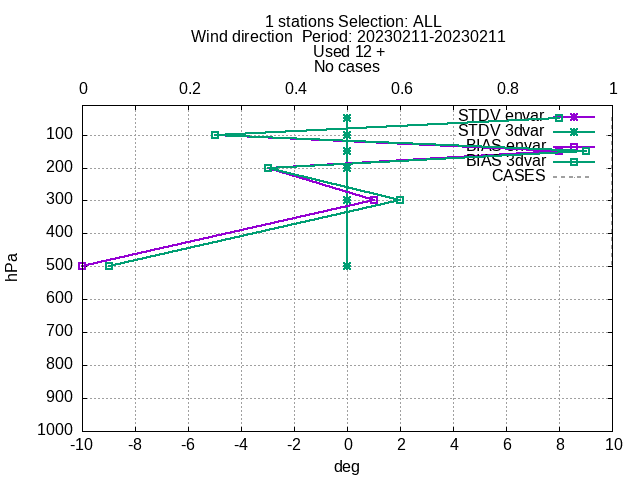 1 stations Selection: ALL
Wind direction  Period: 20230211-20230211
Used 12 +
No cases
0 0.2 0.4 0.6 0.8 1
STDV envar
STDV 3dvar
BIAS envar
BIAS 3dvar
CASES
100
200
300
400
500
600
700
800
900
1000
hPa
-10 -8 -6 -4 -2 0 2 4 6 8 10
deg